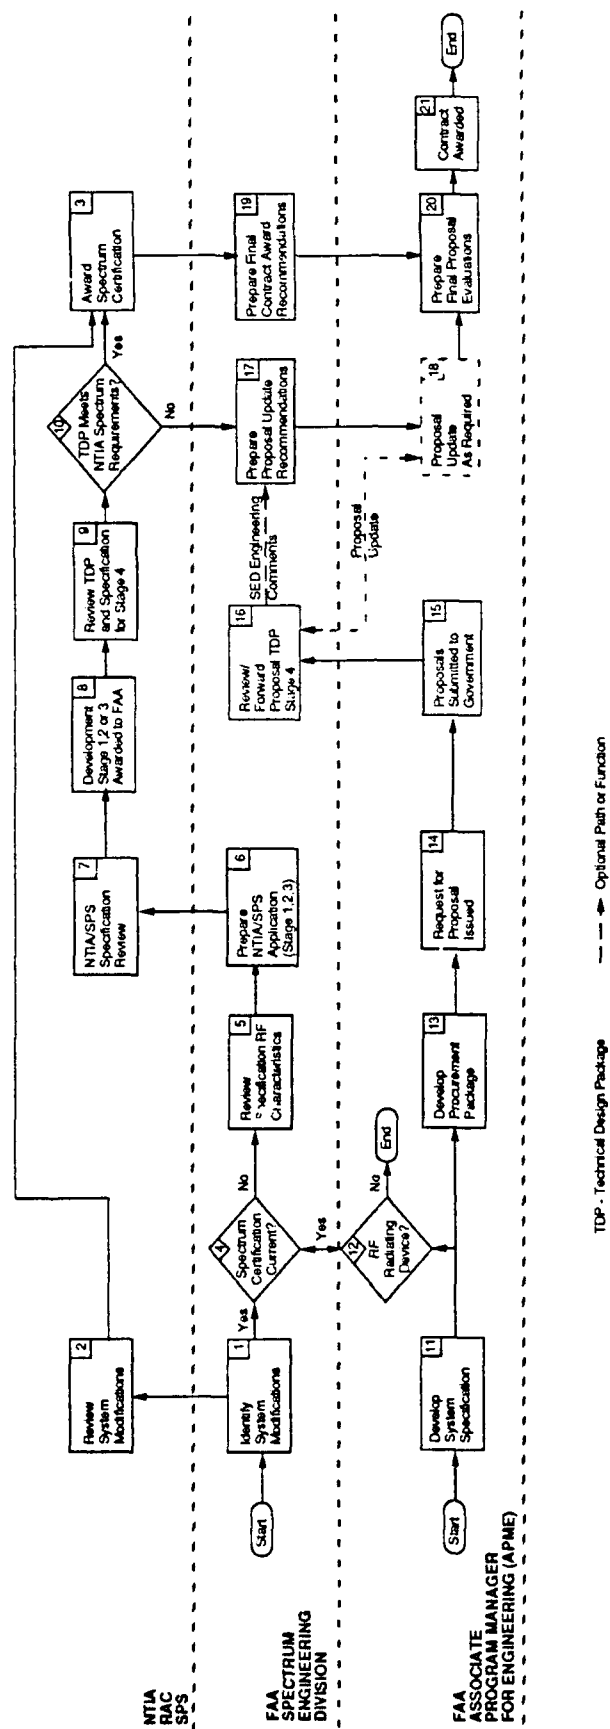 NTIA
RAC
SPS
2
Review
System
Modifications
7
NTIA/SPS
Specification
Review
8
Development
Stage 1,2 or 3
Awarded to FAA
9
Review TDP
and Specification
for Stage 4
10
TDP Meets
NTIA Spectrum
Requirements?
Yes
No
3
Award
Spectrum
Certification
FAA
SPECTRUM
ENGINEERING
DIVISION
Start
1
Identify
System
Modifications
Yes
4
Spectrum
Certification
Current?
No
Yes
5
Review
Specification RF
Characteristics
6
Prepare
NTIA/SPS
Application
(Stage 1,2,3)
16
Review/
Forward
Proposal TDP
Stage 4
SED Engineering
Comments
17
Prepare
Proposal Update
Recommendations
19
Prepare Final
Contract Award
Recommendations
Proposal
Update
FAA
ASSOCIATE
PROGRAM MANAGER
FOR ENGINEERING (APME)
Start
11
Develop
System
Specification
12
RF
Radiating
Device?
No
End
13
Develop
Procurement
Package
14
Request for
Proposal
Issued
15
Proposals
Submitted to
Government
18
Proposal
Update
As Required
20
Prepare
Final Proposal
Evaluations
21
Contract
Awarded
End
TDP - Technical Design Package
Optional Path or Function